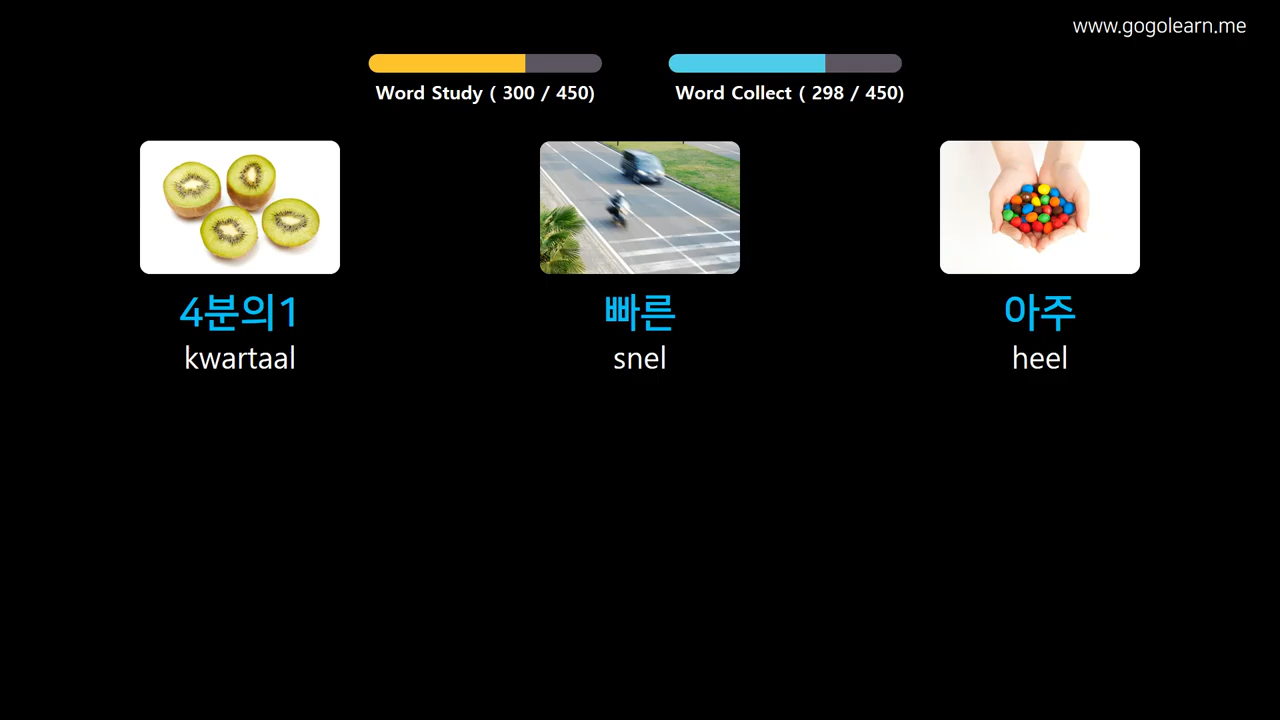 www.gogolearn.me
Word Study ( 300 / 450)
Word Collect ( 298 / 450)
4분의1
kwartaal
빠른
snel
아주
heel